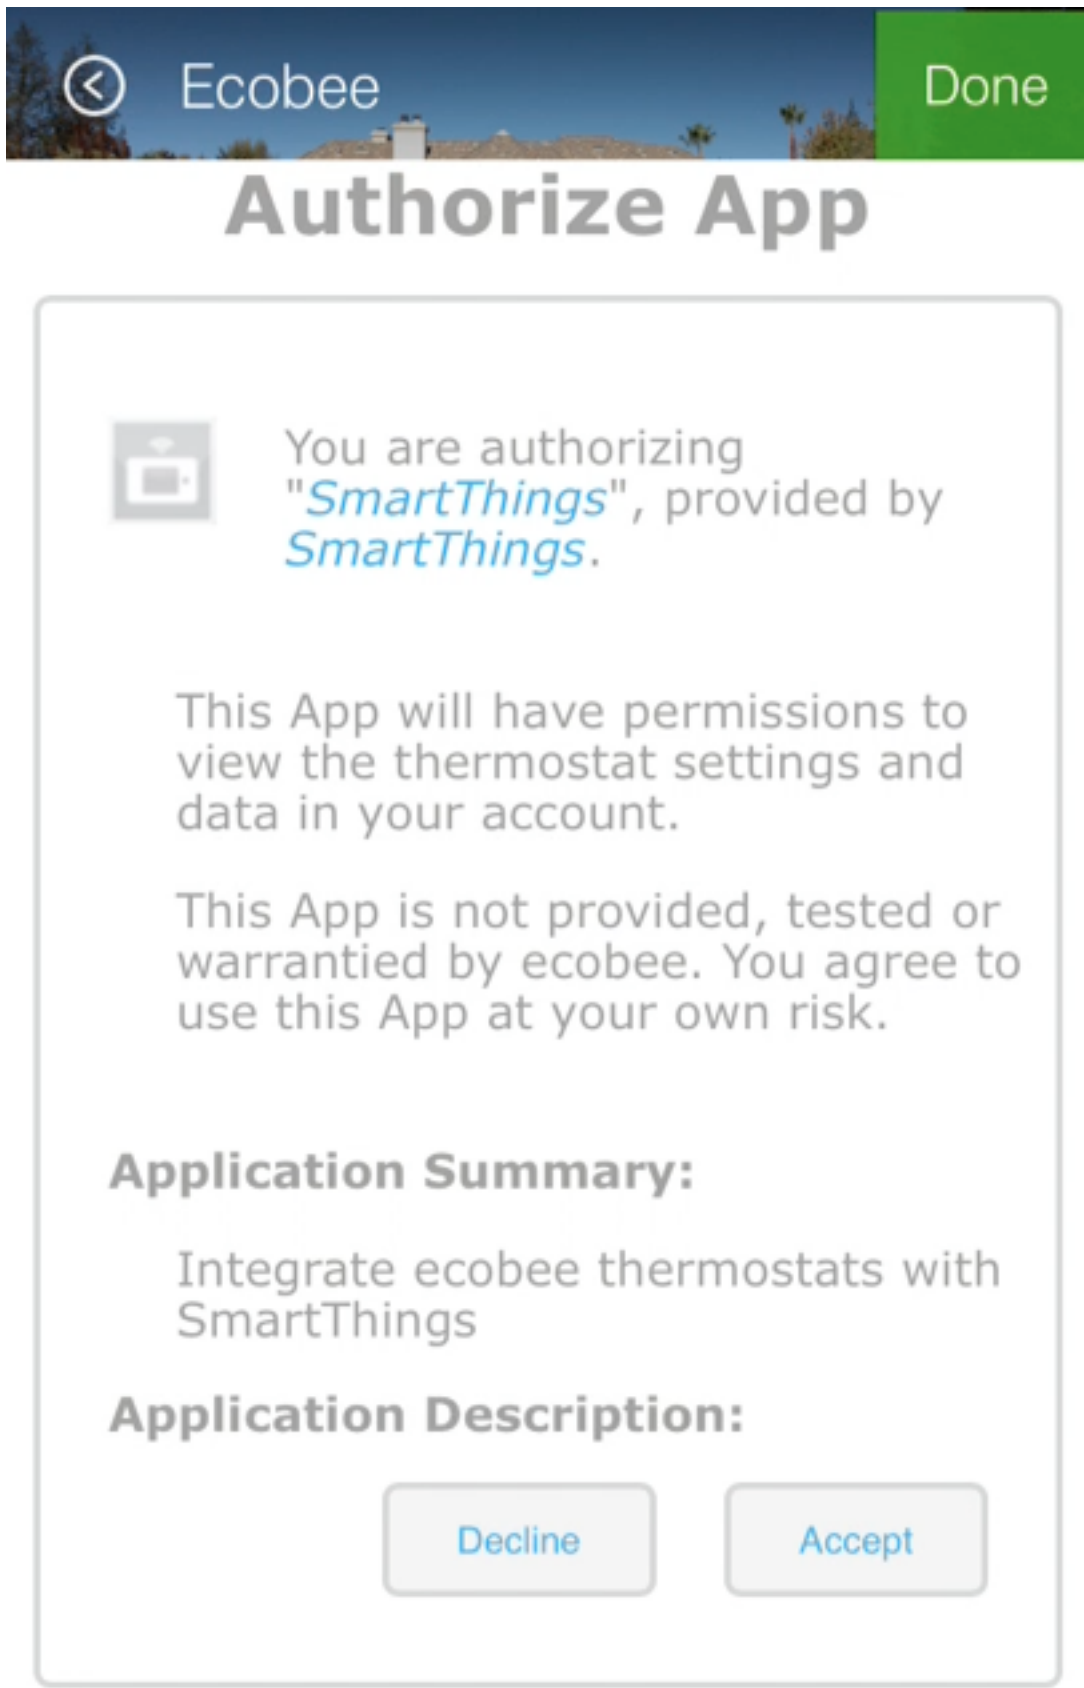 Ecobee
Done
Authorize App
You are authorizing
"SmartThings", provided by
SmartThings.
This App will have permissions to
view the thermostat settings and
data in your account.
This App is not provided, tested or
warrantied by ecobee. You agree to
use this App at your own risk.
Application Summary:
Integrate ecobee thermostats with
SmartThings
Application Description:
Decline
Accept